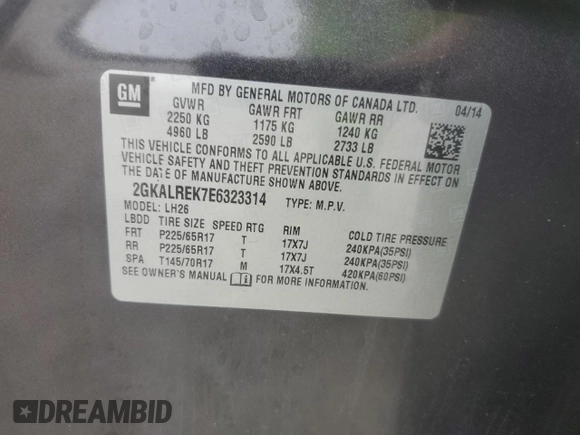 GM
MFD BY GENERAL MOTORS OF CANADA LTD. 04/14
GVWR GAWR FRT GAWR RR
2250 KG 1175 KG 1240 KG
4960 LB 2590 LB 2733 LB
THIS VEHICLE CONFORMS TO ALL APPLICABLE U.S. FEDERAL MOTOR
VEHICLE SAFETY AND THEFT PREVENTION STANDARDS IN EFFECT ON
THE DATE OF MANUFACTURE SHOWN ABOVE.
2GKALREK7E6323314 TYPE: M.P.V.
MODEL: LH26
LBDD TIRE SIZE SPEED RTG RIM COLD TIRE PRESSURE
FRT P225/65R17 T 17X7J 240KPA(35PSI)
RR P225/65R17 T 17X7J 240KPA(35PSI)
SPA T145/70R17 M 17X4.5T 420KPA(60PSI)
SEE OWNER'S MANUAL FOR MORE INFORMATION.
DREAMBID